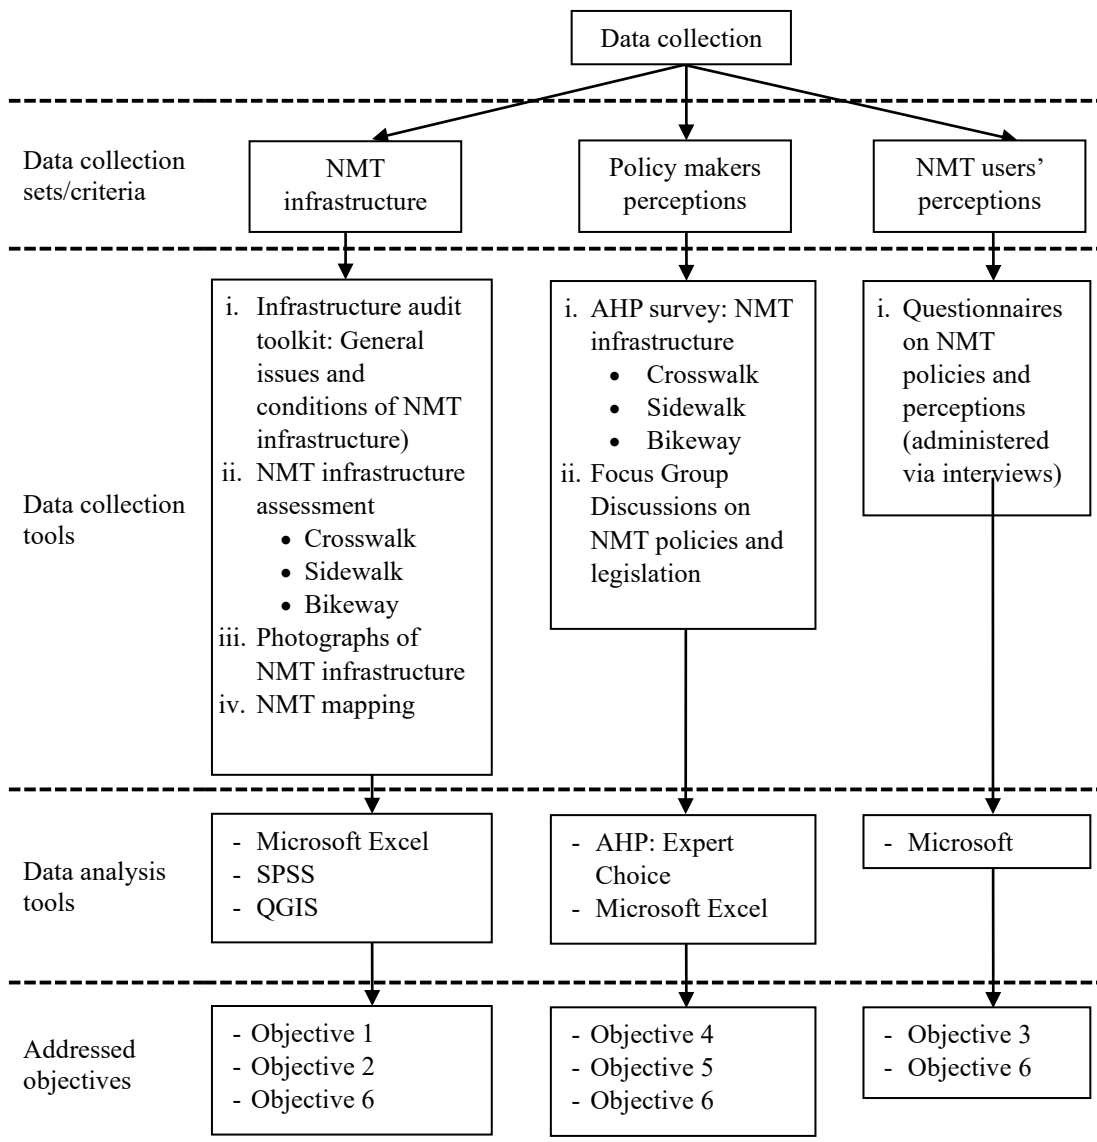 Data collection
Data collection
sets/criteria
NMT
infrastructure
Policy makers
perceptions
NMT users’
perceptions
Data collection
tools
i. Infrastructure audit
toolkit: General
issues and
conditions of NMT
infrastructure)
ii. NMT infrastructure
assessment
• Crosswalk
• Sidewalk
• Bikeway
iii. Photographs of
NMT infrastructure
iv. NMT mapping
i. AHP survey: NMT
infrastructure
• Crosswalk
• Sidewalk
• Bikeway
ii. Focus Group
Discussions on
NMT policies and
legislation
i. Questionnaires
on NMT
policies and
perceptions
(administered
via interviews)
Data analysis
tools
- Microsoft Excel
- SPSS
- QGIS
- AHP: Expert
Choice
- Microsoft Excel
- Microsoft
Addressed
objectives
- Objective 1
- Objective 2
- Objective 6
- Objective 4
- Objective 5
- Objective 6
- Objective 3
- Objective 6